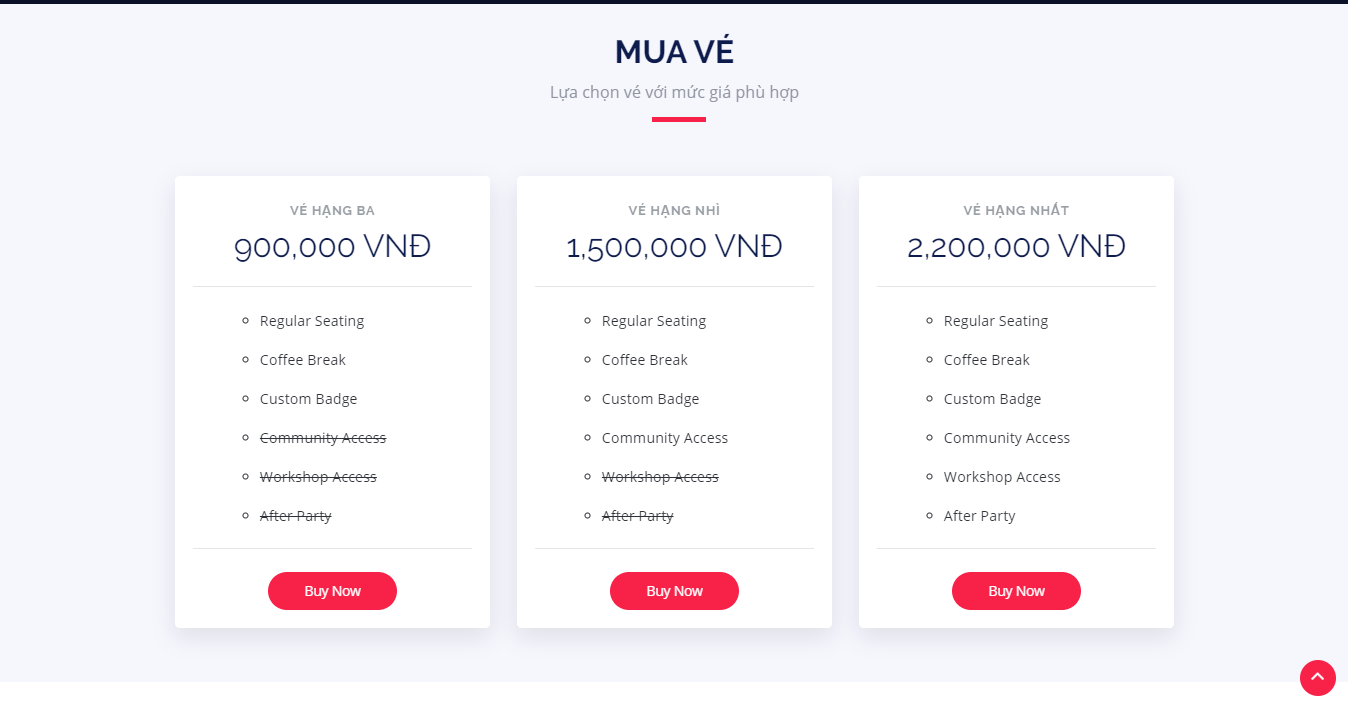 MUA VÉ
Lựa chọn vé với mức giá phù hợp
VÉ HẠNG BA
900,000 VNĐ
Regular Seating
Coffee Break
Custom Badge
Community Access
Workshop Access
After Party
Buy Now
VÉ HẠNG NHÌ
1,500,000 VNĐ
Regular Seating
Coffee Break
Custom Badge
Community Access
Workshop Access
After Party
Buy Now
VÉ HẠNG NHẤT
2,200,000 VNĐ
Regular Seating
Coffee Break
Custom Badge
Community Access
Workshop Access
After Party
Buy Now